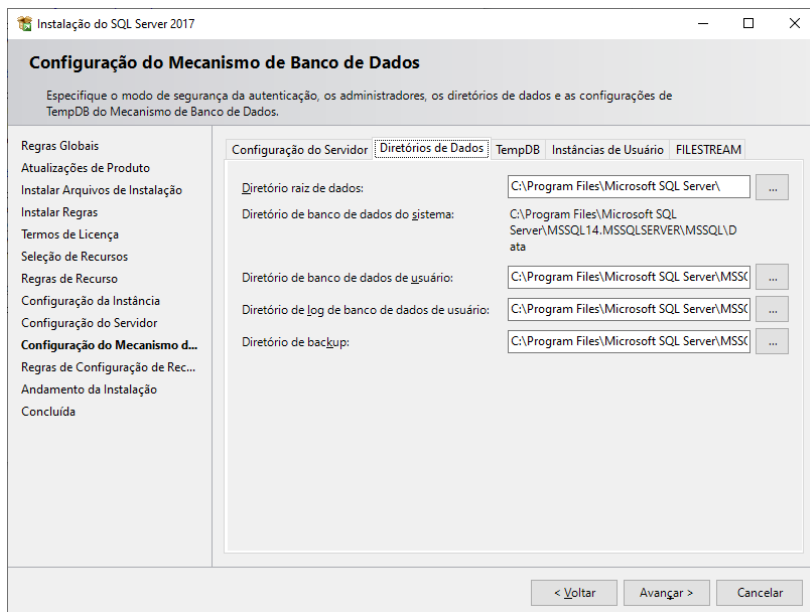 Instalação do SQL Server 2017
Configuração do Mecanismo de Banco de Dados
Especifique o modo de segurança da autenticação, os administradores, os diretórios de dados e as configurações de
TempDB do Mecanismo de Banco de Dados.
Regras Globais
Atualizações de Produto
Instalar Arquivos de Instalação
Instalar Regras
Termos de Licença
Seleção de Recursos
Regras de Recurso
Configuração da Instância
Configuração do Servidor
Configuração do Mecanismo d...
Regras de Configuração de Rec...
Andamento da Instalação
Concluída
Configuração do Servidor Diretórios de Dados TempDB Instâncias de Usuário FILESTREAM
Diretório raiz de dados: C:\Program Files\Microsoft SQL Server\ ...
Diretório de banco de dados do sistema: C:\Program Files\Microsoft SQL
Server\MSSQL14.MSSQLSERVER\MSSQL\D
ata
Diretório de banco de dados de usuário: C:\Program Files\Microsoft SQL Server\MSSQ ...
Diretório de log de banco de dados de usuário: C:\Program Files\Microsoft SQL Server\MSSQ ...
Diretório de backup: C:\Program Files\Microsoft SQL Server\MSSQ ...
< Voltar Avançar > Cancelar